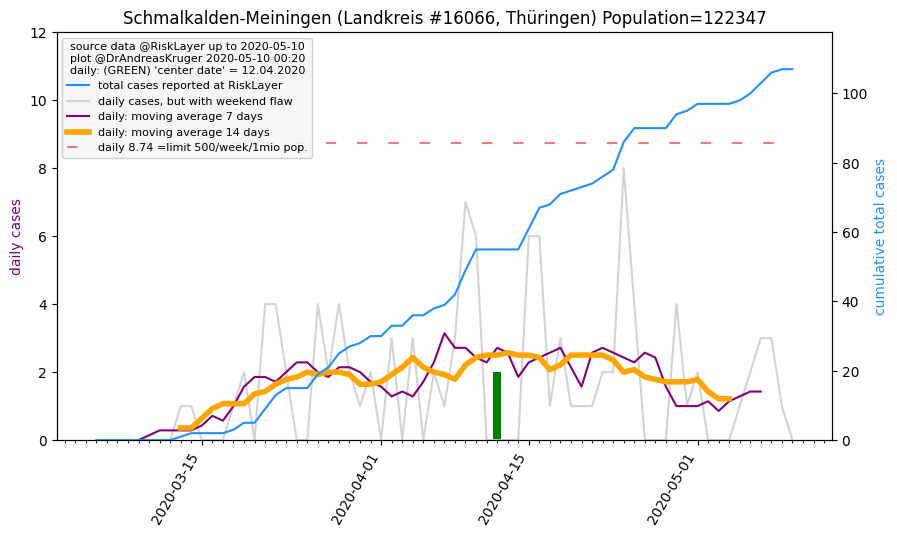 Schmalkalden-Meiningen (Landkreis #16066, Thüringen) Population=122347
source data @RiskLayer up to 2020-05-10
plot @DrAndreasKruger 2020-05-10 00:20
daily: (GREEN) 'center date' = 12.04.2020
total cases reported at RiskLayer
daily cases, but with weekend flaw
daily: moving average 7 days
daily: moving average 14 days
daily 8.74 =limit 500/week/1mio pop.
daily cases
12
10
8
6
4
2
0
cumulative total cases
100
80
60
40
20
0
2020-03-15
2020-04-01
2020-04-15
2020-05-01